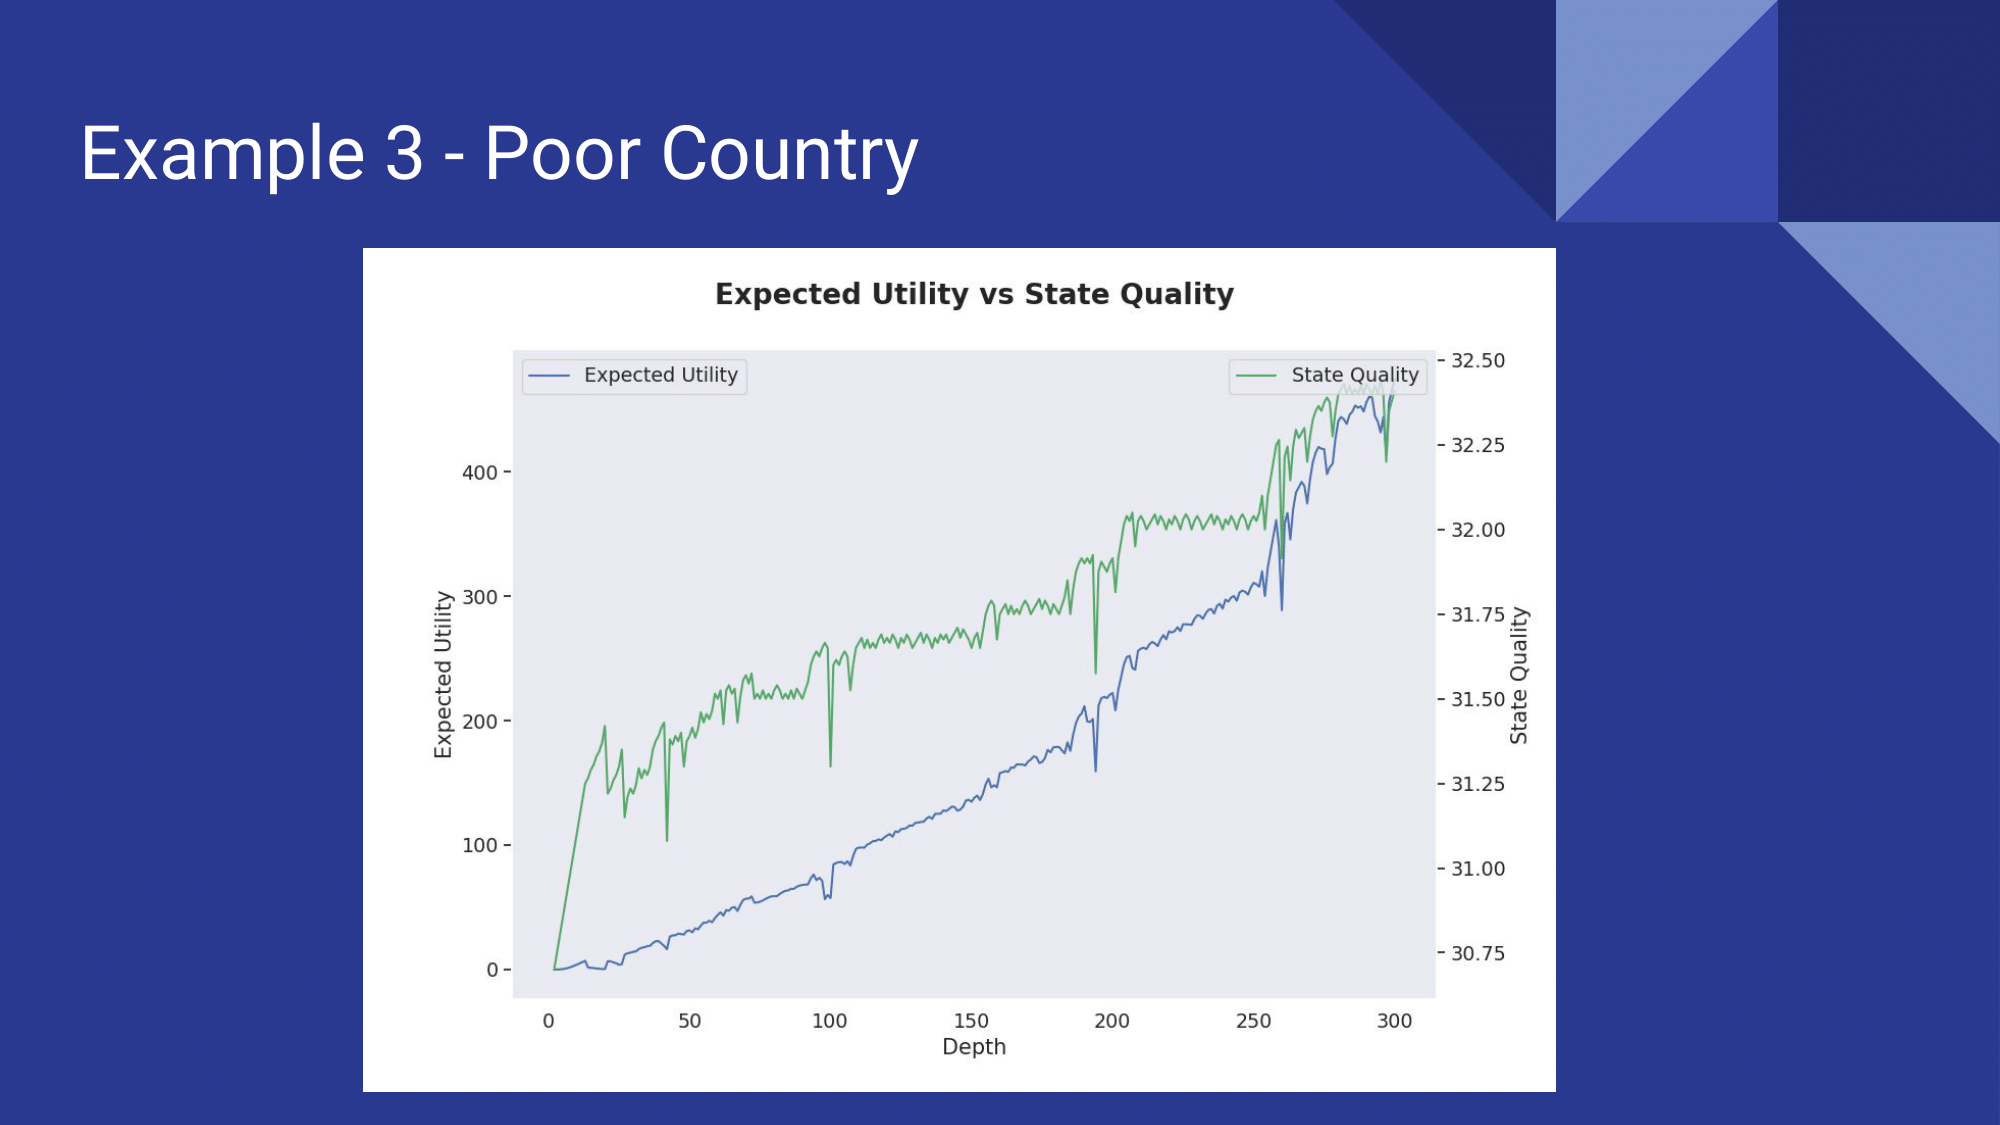 Example 3 - Poor Country
Expected Utility vs State Quality
Expected Utility
State Quality
32.50
32.25
32.00
31.75
31.50
31.25
31.00
30.75
400
300
200
100
0
Expected Utility
State Quality
0 50 100 150 200 250 300
Depth